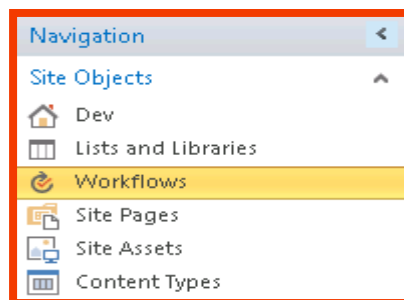 Navigation
Site Objects
Dev
Lists and Libraries
Workflows
Site Pages
Site Assets
Content Types